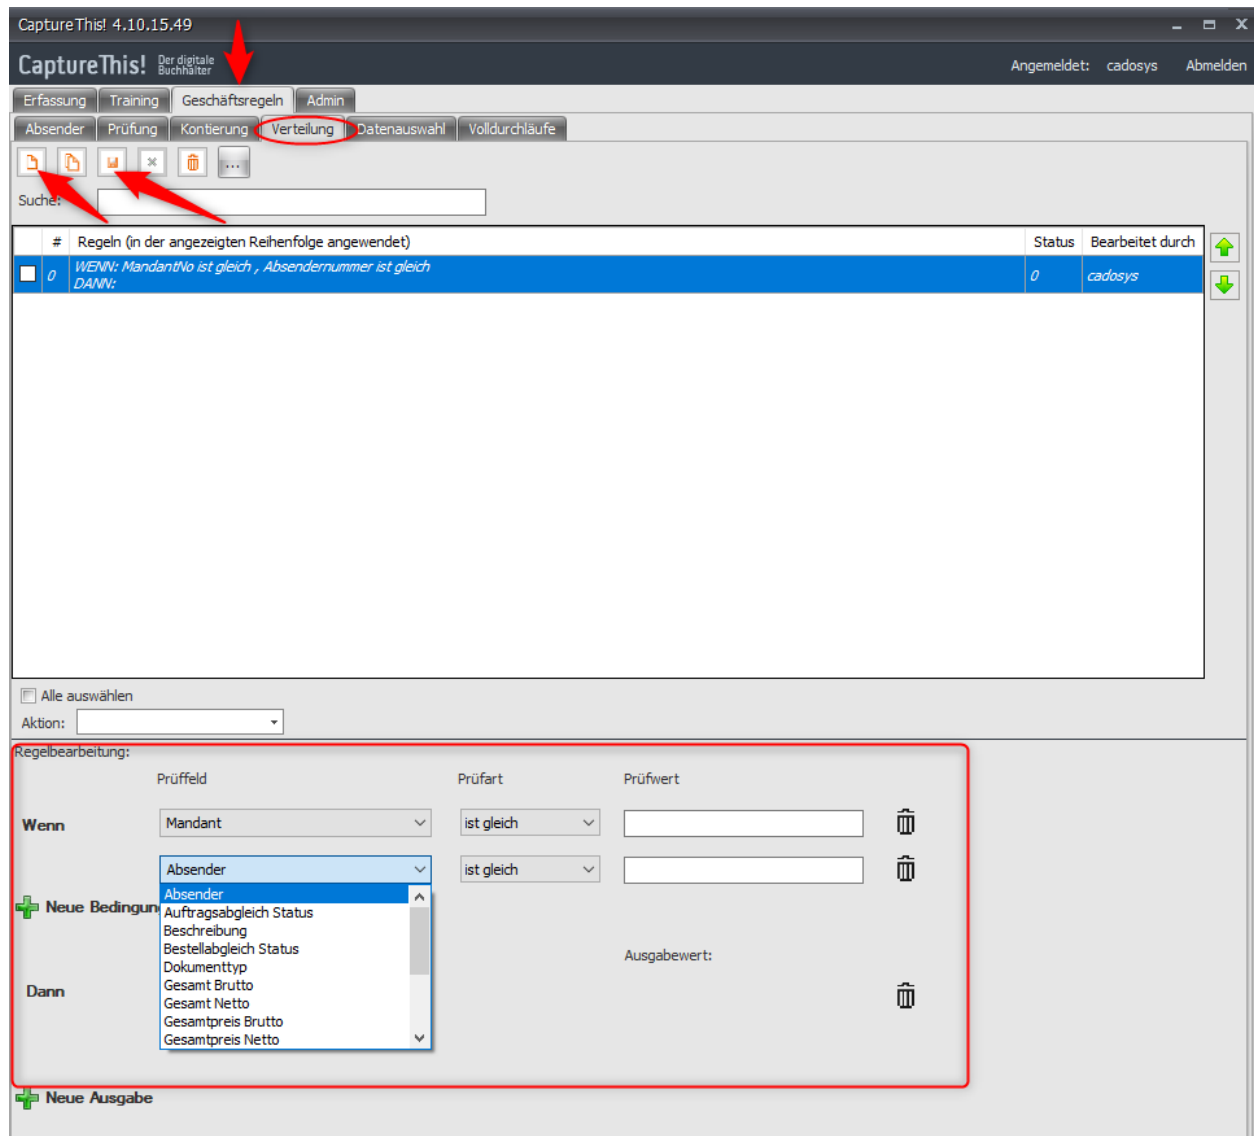 CaptureThis! 4.10.15.49
CaptureThis! Der digitale Buchhalter
Angemeldet: cadosys Abmelden
Erfassung Training Geschäftsregeln Admin
Absender Prüfung Kontierung Verteilung Datenauswahl Volldurchläufe
...
Suche:
# Regeln (in der angezeigten Reihenfolge angewendet) Status Bearbeitet durch
0 WENN: MandantNo ist gleich , Absendernummer ist gleich 0 cadosys
DANN:
Alle auswählen
Aktion:
Regelbearbeitung:
Prüffeld Prüfart Prüfwert
Wenn Mandant ist gleich
Absender ist gleich
Absender
Neue Bedingung
Auftragsabgleich Status
Beschreibung
Bestellabgleich Status
Dokumenttyp
Gesamt Brutto
Gesamt Netto
Gesamtpreis Brutto
Gesamtpreis Netto
Ausgabewert:
Dann
Neue Ausgabe